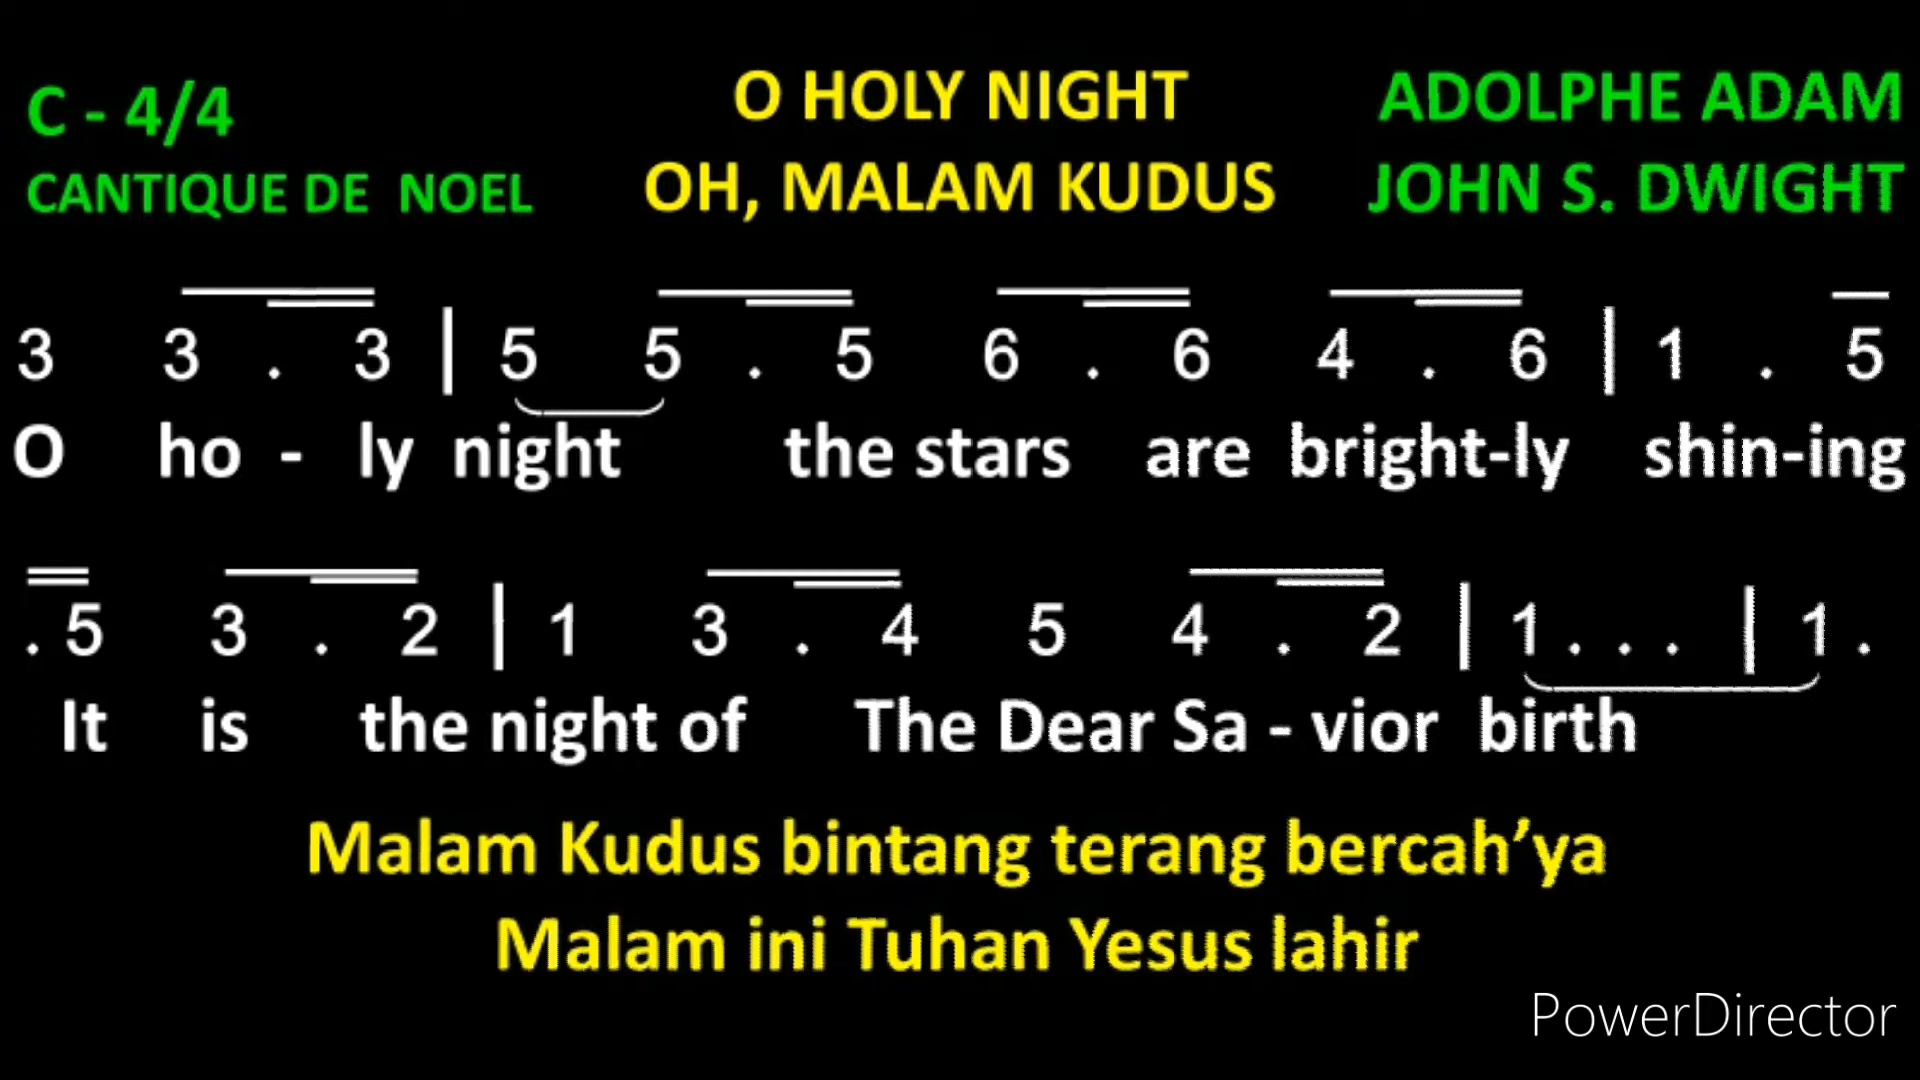 C - 4/4 O HOLY NIGHT ADOLPHE ADAM
CANTIQUE DE NOEL OH, MALAM KUDUS JOHN S. DWIGHT
3 3 . 3 | 5 5 . 5 6 . 6 4 . 6 | 1 . 5
O ho - ly night the stars are bright-ly shin-ing
. 5 3 . 2 | 1 3 . 4 5 4 . 2 | 1 . . . | 1 .
It is the night of The Dear Sa - vior birth
Malam Kudus bintang terang bercah’ya
Malam ini Tuhan Yesus lahir
PowerDirector